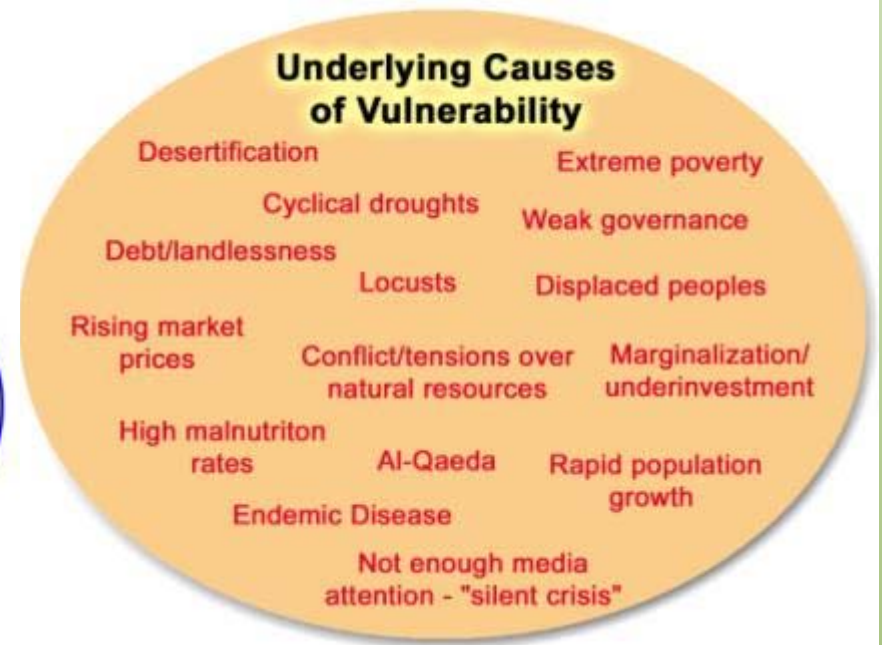 Underlying Causes
of Vulnerability
Desertification
Extreme poverty
Cyclical droughts
Weak governance
Debt/landlessness
Locusts
Displaced peoples
Rising market
prices
Conflict/tensions over
natural resources
Marginalization/
underinvestment
High malnutriton
rates
Al-Qaeda
Rapid population
growth
Endemic Disease
Not enough media
attention - "silent crisis"